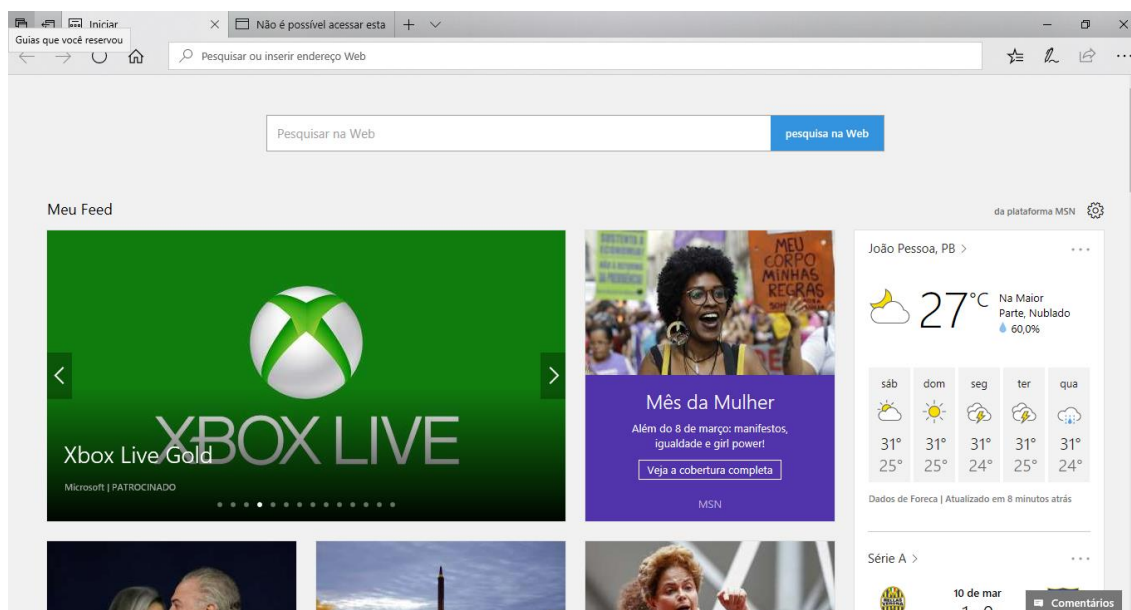 Iniciar
Não é possível acessar esta
Guias que você reservou
Pesquisar ou inserir endereço Web
Pesquisar na Web
pesquisa na Web
Meu Feed
da plataforma MSN
XBOX LIVE
Xbox Live Gold
Microsoft | PATROCINADO
MEU
CORPO
MINHAS
REGRAS
Mês da Mulher
Além do 8 de março: manifestos,
igualdade e girl power!
Veja a cobertura completa
MSN
João Pessoa, PB >
27°C
Na Maior
Parte, Nublado
60,0%
sáb dom seg ter qua
31° 31° 31° 31° 31°
25° 25° 24° 25° 24°
Dados de Foreca | Atualizado em 8 minutos atrás
Série A >
10 de mar
Comentários